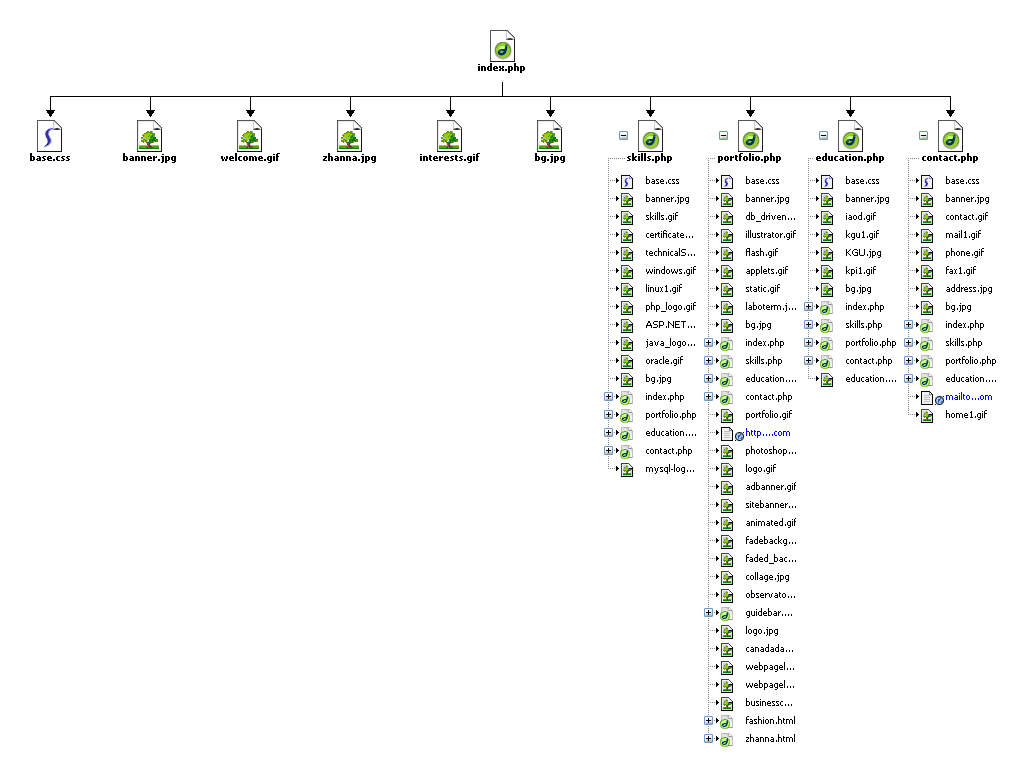 index.php
base.css
banner.jpg
welcome.gif
zhanna.jpg
interests.gif
bg.jpg
skills.php
portfolio.php
education.php
contact.php
base.css
banner.jpg
skills.gif
certificate...
technicalS...
windows.gif
linux1.gif
php_logo.gif
ASP.NET...
java_logo...
oracle.gif
bg.jpg
index.php
portfolio.php
education....
contact.php
mysql-log...
base.css
banner.jpg
db_driven...
illustrator.gif
flash.gif
applets.gif
static.gif
laboterm.j...
bg.jpg
index.php
skills.php
education....
contact.php
portfolio.gif
http....com
photoshop...
logo.gif
adbanner.gif
sitebanner...
animated.gif
fadebackg...
faded_bac...
collage.jpg
observato...
guidebar....
logo.jpg
canadada...
webpagel...
webpagel...
businessc...
fashion.html
zhanna.html
base.css
banner.jpg
iaod.gif
kgu1.gif
KGU.jpg
kpi1.gif
bg.jpg
index.php
skills.php
portfolio.php
contact.php
education....
base.css
banner.jpg
contact.gif
mail1.gif
phone.gif
fax1.gif
address.jpg
bg.jpg
index.php
skills.php
portfolio.php
education....
mailto...om
home1.gif